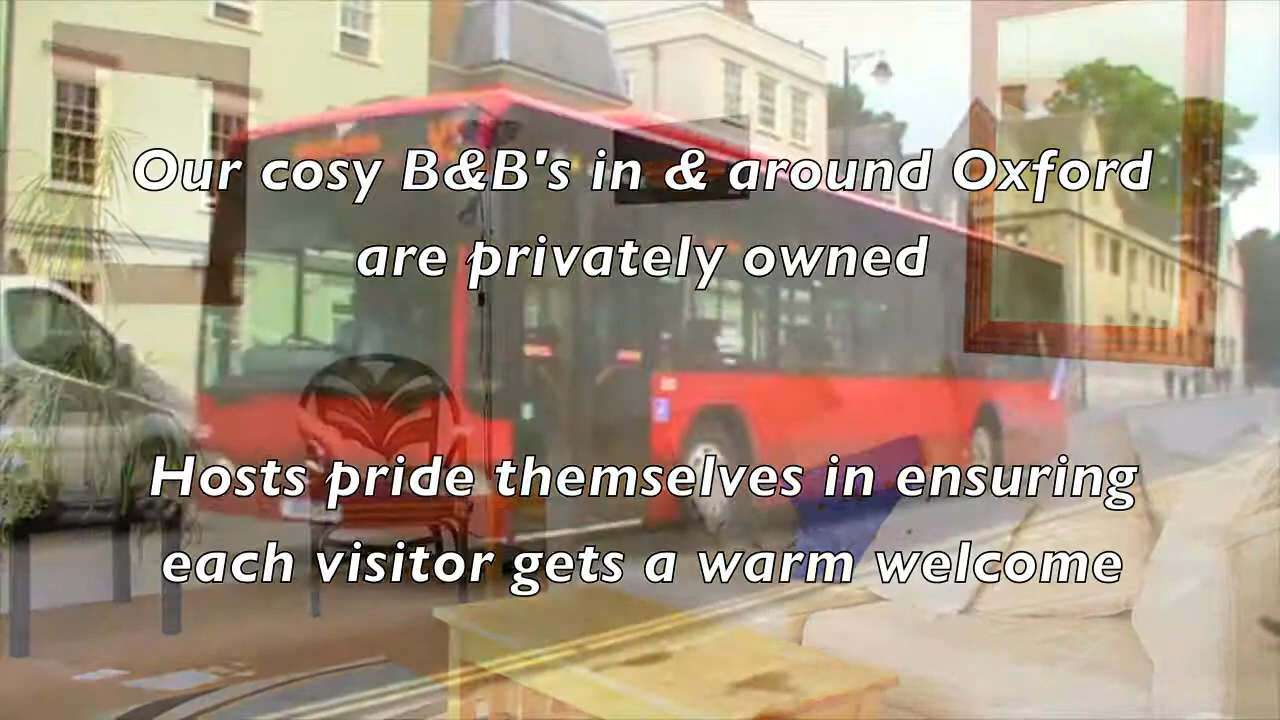 Our cosy B&B's in & around Oxford
are privately owned
Hosts pride themselves in ensuring
each visitor gets a warm welcome